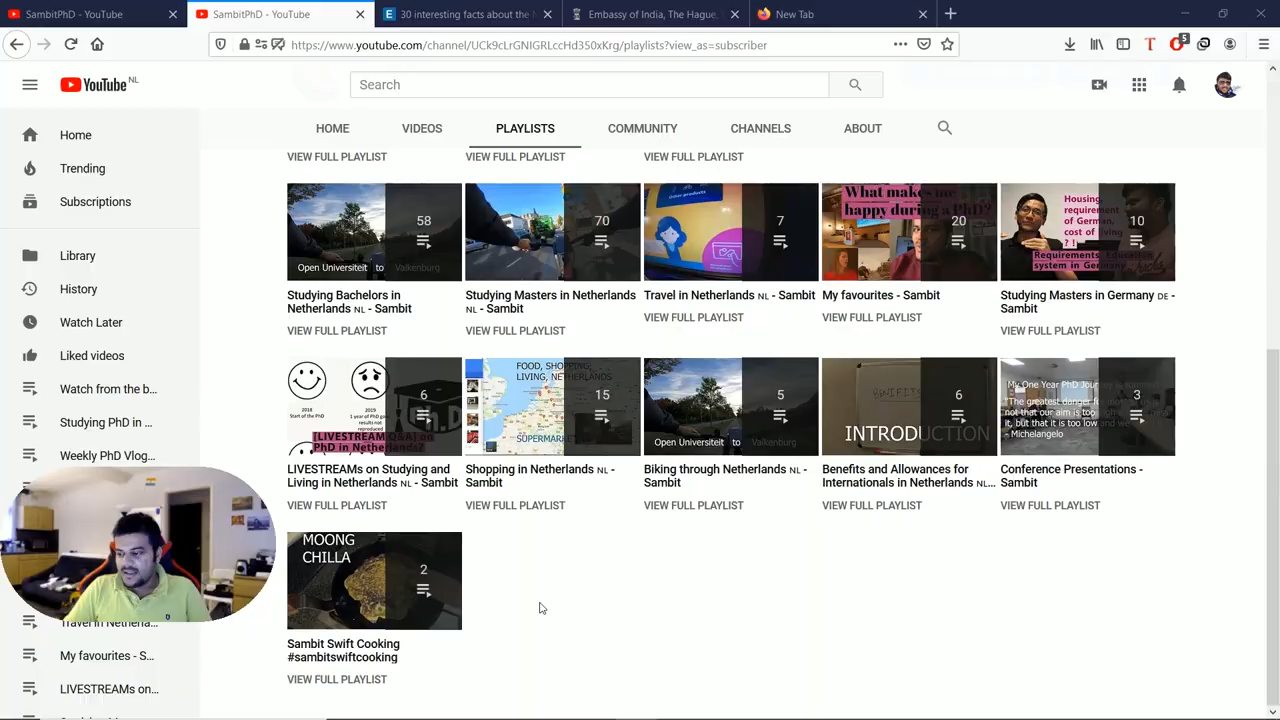 SambitPhD - YouTube
SambitPhD - YouTube
30 interesting facts about the
Embassy of India, The Hague,
New Tab
https://www.youtube.com/channel/UCk9cLrGNIGRLccHd350xKrg/playlists?view_as=subscriber
5
YouTube NL
Search
HOME
VIDEOS
PLAYLISTS
COMMUNITY
CHANNELS
ABOUT
Home
Trending
Subscriptions
Library
History
Watch Later
Liked videos
Watch from the b...
Studying PhD in ...
Weekly PhD Vlog...
My favourites - S...
LIVESTREAMs on...
VIEW FULL PLAYLIST
VIEW FULL PLAYLIST
VIEW FULL PLAYLIST
58
Open Universiteit to Valkenburg
Studying Bachelors in
Netherlands NL - Sambit
VIEW FULL PLAYLIST
70
Studying Masters in Netherlands
NL - Sambit
VIEW FULL PLAYLIST
other products
7
Travel in Netherlands NL - Sambit
VIEW FULL PLAYLIST
What makes me
happy during a PhD?
20
My favourites - Sambit
VIEW FULL PLAYLIST
Housing,
requirement
of German,
cost of living
? !
Requirements, Education
system in Germany
10
Studying Masters in Germany DE -
Sambit
VIEW FULL PLAYLIST
2018
Start of the PhD
2019
1 year of PhD
results not
reproduced
[LIVESTREAM Q&A] on
PhD in Netherlands?
Ph.D
6
LIVESTREAMs on Studying and
Living in Netherlands NL - Sambit
VIEW FULL PLAYLIST
FOOD, SHOPPING,
LIVING, NETHERLANDS
SUPERMARKET
15
Shopping in Netherlands NL -
Sambit
VIEW FULL PLAYLIST
5
Open Universiteit to Valkenburg
Biking through Netherlands NL -
Sambit
VIEW FULL PLAYLIST
BENEFITS
6
INTRODUCTION
Benefits and Allowances for
Internationals in Netherlands NL...
VIEW FULL PLAYLIST
My One Year PhD Journey
"The greatest danger for
not that our aim is too high
it, but that it is too low and we
- Michelangelo
3
Conference Presentations -
Sambit
VIEW FULL PLAYLIST
MOONG
CHILLA
2
Sambit Swift Cooking
#sambitswiftcooking
VIEW FULL PLAYLIST